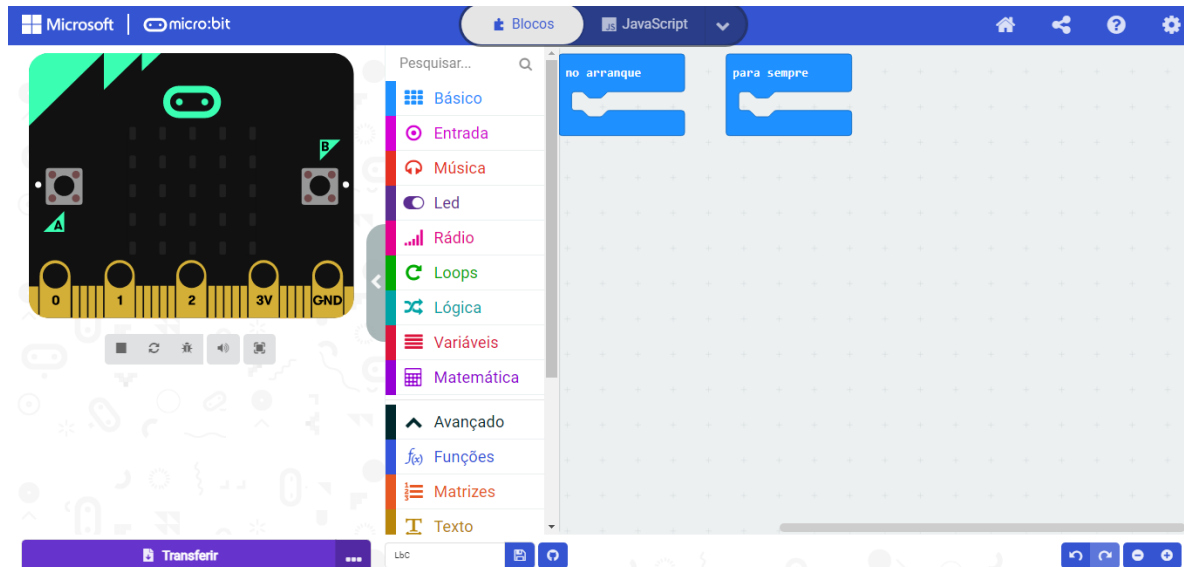 Microsoft | micro:bit
Blocos
JS JavaScript
B
A
0 1 2 3V GND
Transferir
Pesquisar...
Básico
Entrada
Música
Led
Rádio
Loops
Lógica
Variáveis
Matemática
Avançado
f(x) Funções
Matrizes
T Texto
LbC
no arranque
para sempre